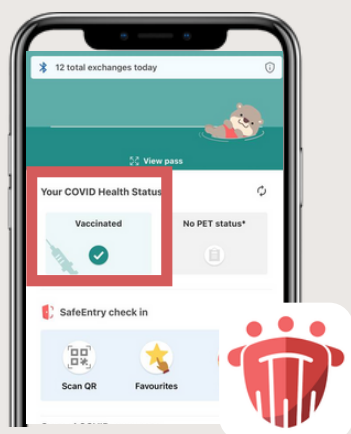 12 total exchanges today
View pass
Your COVID Health Status
Vaccinated
No PET status*
SafeEntry check in
Scan QR
Favourites